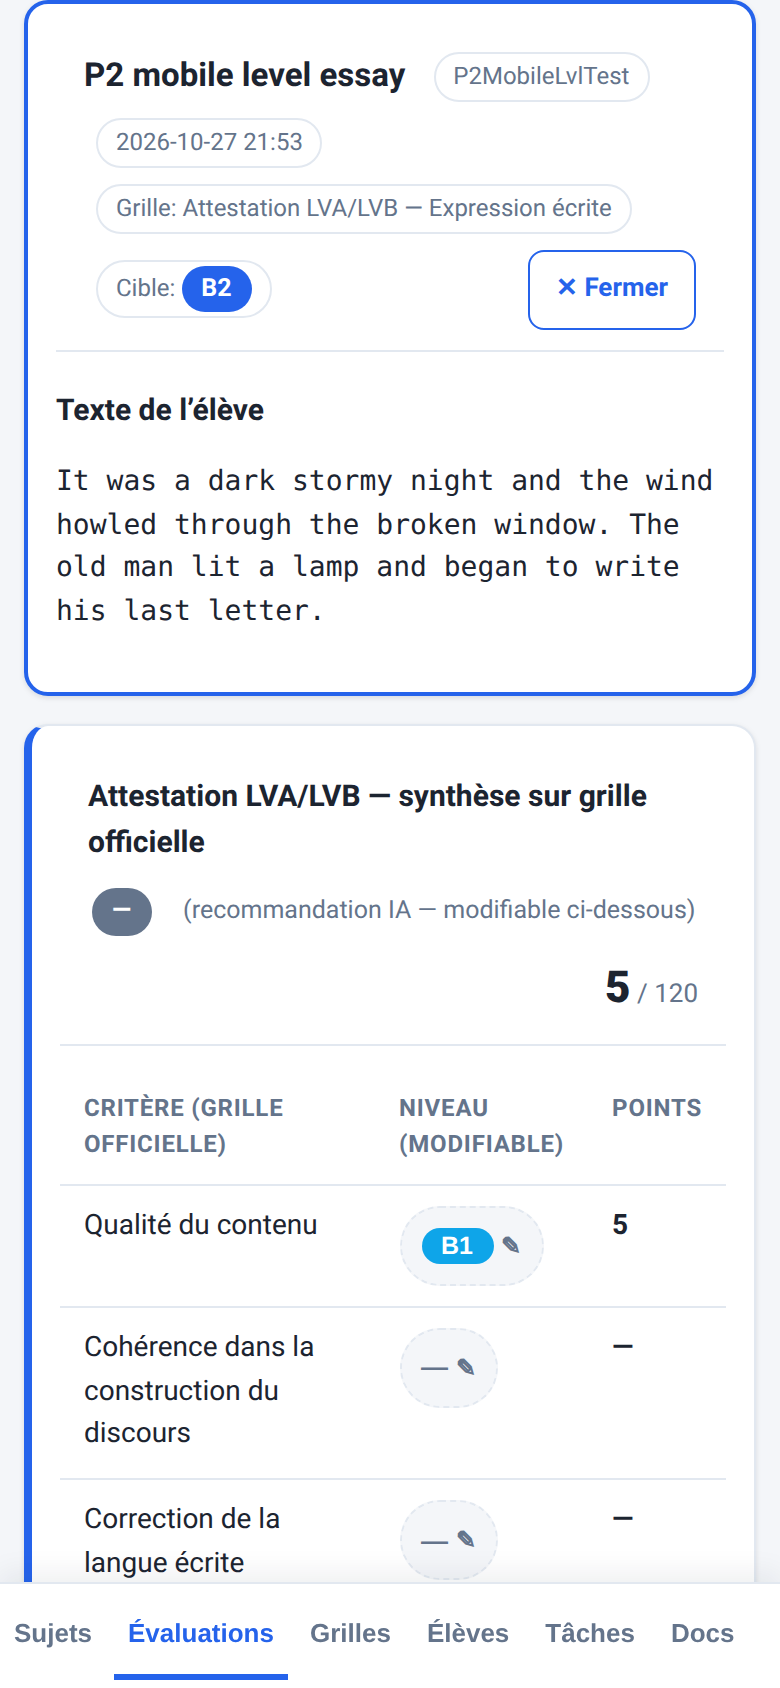 P2 mobile level essay P2MobileLvlTest
2026-10-27 21:53
Grille: Attestation LVA/LVB — Expression écrite
Cible: B2 ✕ Fermer
Texte de l’élève
It was a dark stormy night and the wind
howled through the broken window. The
old man lit a lamp and began to write
his last letter.
Attestation LVA/LVB — synthèse sur grille
officielle
— (recommandation IA — modifiable ci-dessous)
5 / 120
CRITÈRE (GRILLE
OFFICIELLE)
NIVEAU
(MODIFIABLE)
POINTS
Qualité du contenu B1 ✎ 5
Cohérence dans la
construction du
discours
— ✎ —
Correction de la
langue écrite
— ✎ —
Sujets Évaluations Grilles Élèves Tâches Docs